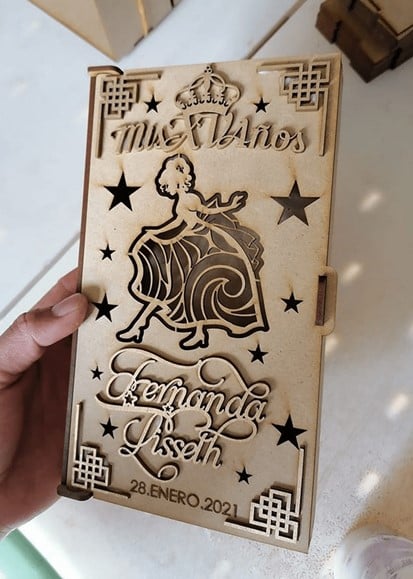 mis XV Años
Fernanda
Lisseth
28.ENERO.2021